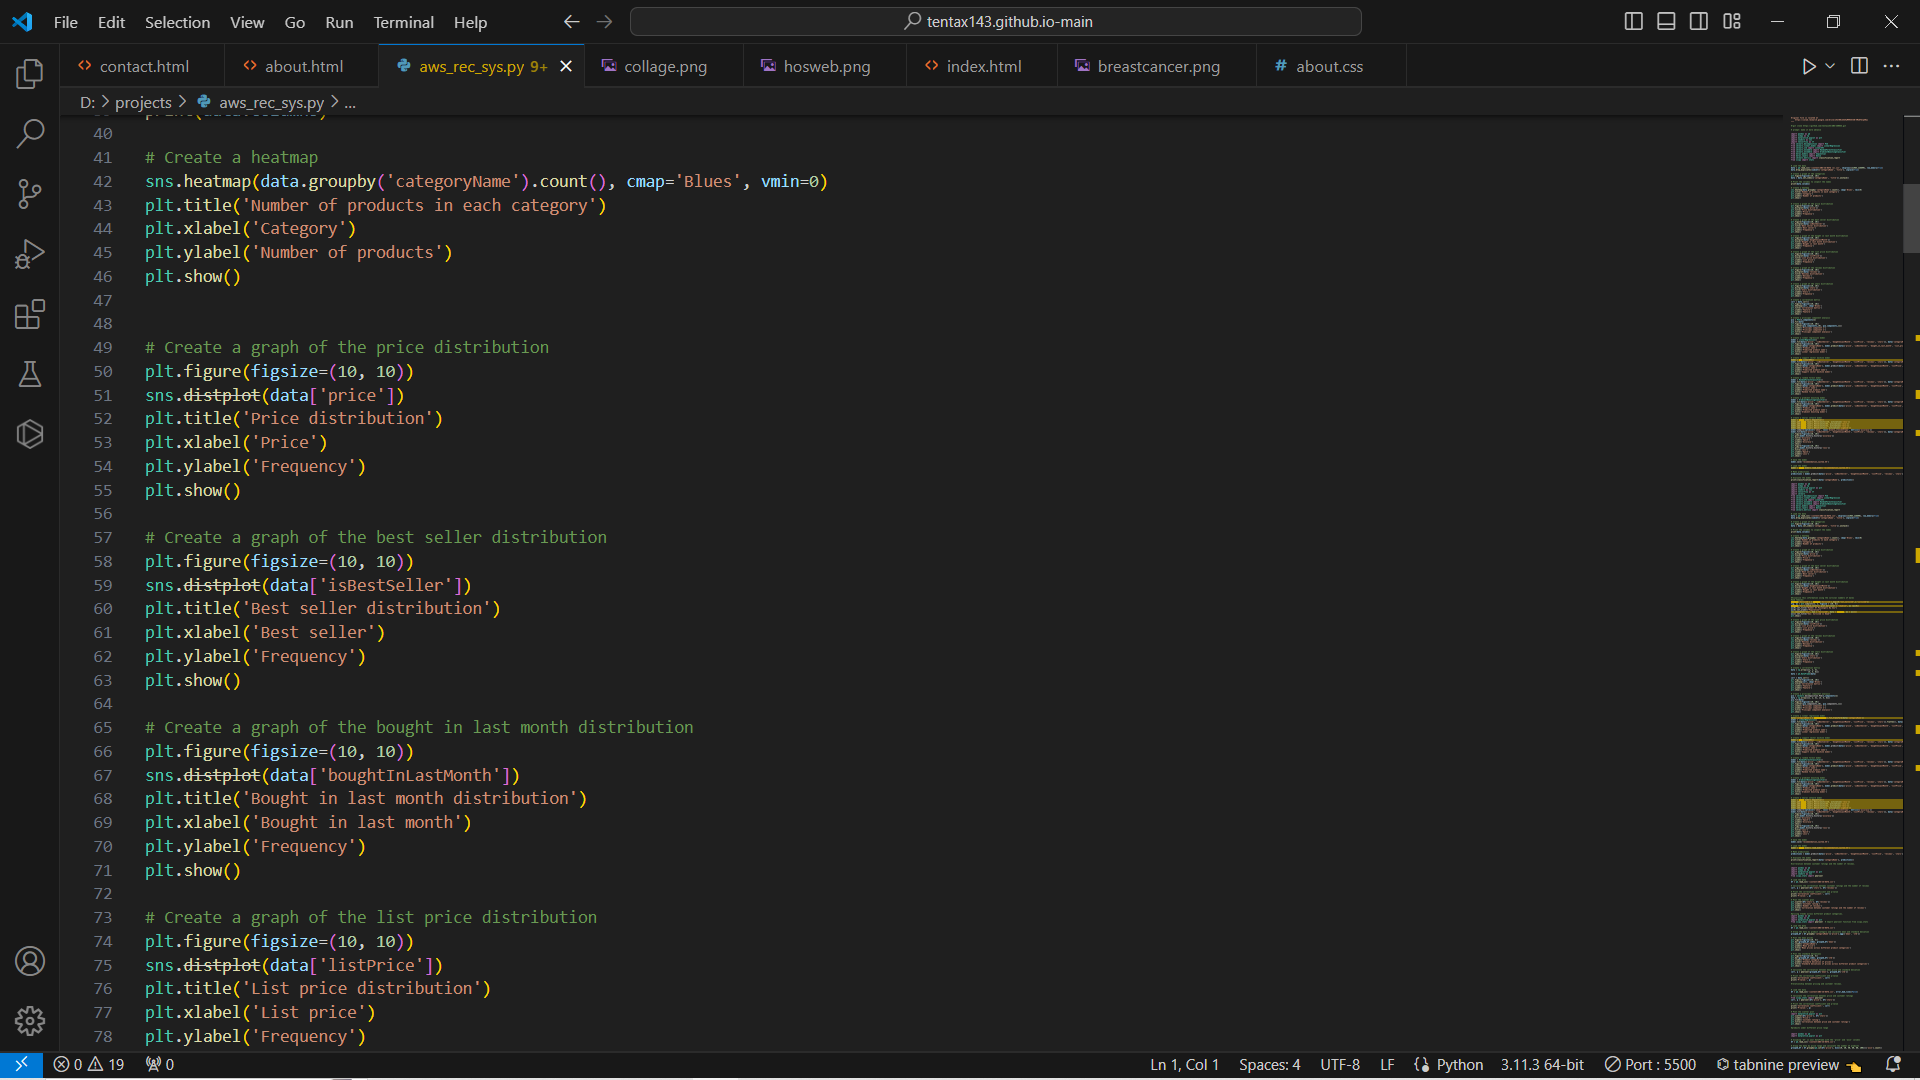 File Edit Selection View Go Run Terminal Help
tentax143.github.io-main
contact.html about.html aws_rec_sys.py 9+ collage.png hosweb.png index.html breastcancer.png # about.css
D: > projects > aws_rec_sys.py > ...
40
41 # Create a heatmap
42 sns.heatmap(data.groupby('categoryName').count(), cmap='Blues', vmin=0)
43 plt.title('Number of products in each category')
44 plt.xlabel('Category')
45 plt.ylabel('Number of products')
46 plt.show()
47
48
49 # Create a graph of the price distribution
50 plt.figure(figsize=(10, 10))
51 sns.distplot(data['price'])
52 plt.title('Price distribution')
53 plt.xlabel('Price')
54 plt.ylabel('Frequency')
55 plt.show()
56
57 # Create a graph of the best seller distribution
58 plt.figure(figsize=(10, 10))
59 sns.distplot(data['isBestSeller'])
60 plt.title('Best seller distribution')
61 plt.xlabel('Best seller')
62 plt.ylabel('Frequency')
63 plt.show()
64
65 # Create a graph of the bought in last month distribution
66 plt.figure(figsize=(10, 10))
67 sns.distplot(data['boughtInLastMonth'])
68 plt.title('Bought in last month distribution')
69 plt.xlabel('Bought in last month')
70 plt.ylabel('Frequency')
71 plt.show()
72
73 # Create a graph of the list price distribution
74 plt.figure(figsize=(10, 10))
75 sns.distplot(data['listPrice'])
76 plt.title('List price distribution')
77 plt.xlabel('List price')
78 plt.ylabel('Frequency')
0 19 0 Ln 1, Col 1 Spaces: 4 UTF-8 LF Python 3.11.3 64-bit Port : 5500 tabnine preview